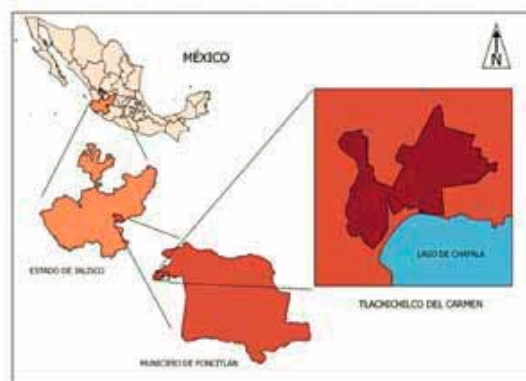 MÉXICO
N
ESTADO DE JALISCO
LAGO DE CHAPALA
TLACHICHILCO DEL CARMEN
MUNICIPIO DE PONCITLÁN